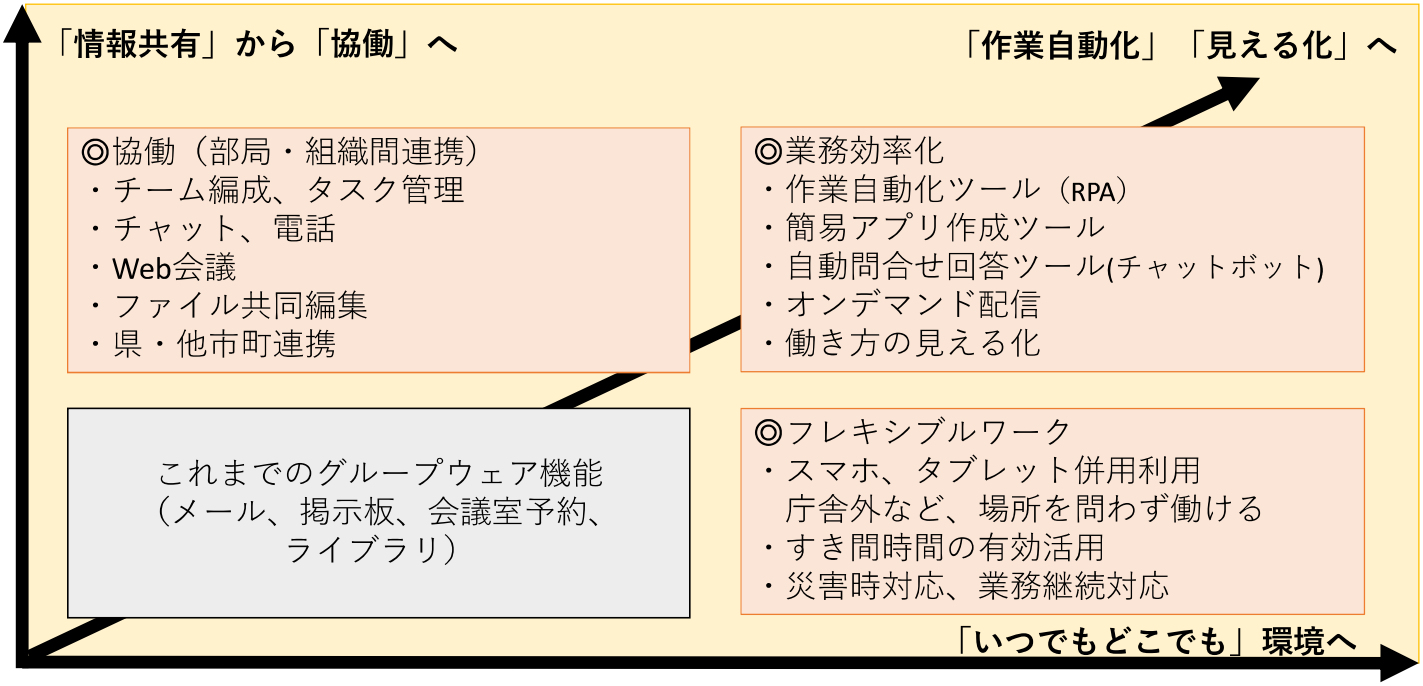 「情報共有」から「協働」へ
「作業自動化」「見える化」へ
◎協働（部局・組織間連携）
・チーム編成、タスク管理
・チャット、電話
・Web会議
・ファイル共同編集
・県・他市町連携
◎業務効率化
・作業自動化ツール（RPA）
・簡易アプリ作成ツール
・自動問合せ回答ツール(チャットボット)
・オンデマンド配信
・働き方の見える化
これまでのグループウェア機能
（メール、掲示板、会議室予約、
ライブラリ）
◎フレキシブルワーク
・スマホ、タブレット併用利用
庁舎外など、場所を問わず働ける
・すき間時間の有効活用
・災害時対応、業務継続対応
「いつでもどこでも」環境へ